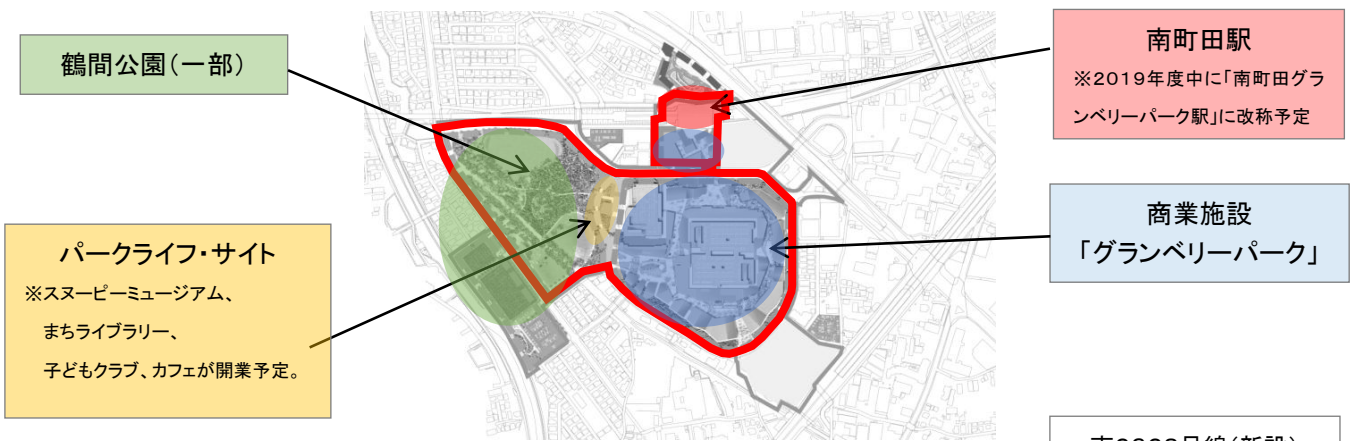 鶴間公園(一部)
パークライフ・サイト
※スヌーピーミュージアム、
まちライブラリー、
子どもクラブ、カフェが開業予定。
南町田駅
※2019年度中に「南町田グラ
ンベリーパーク駅」に改称予定
商業施設
「グランベリーパーク」